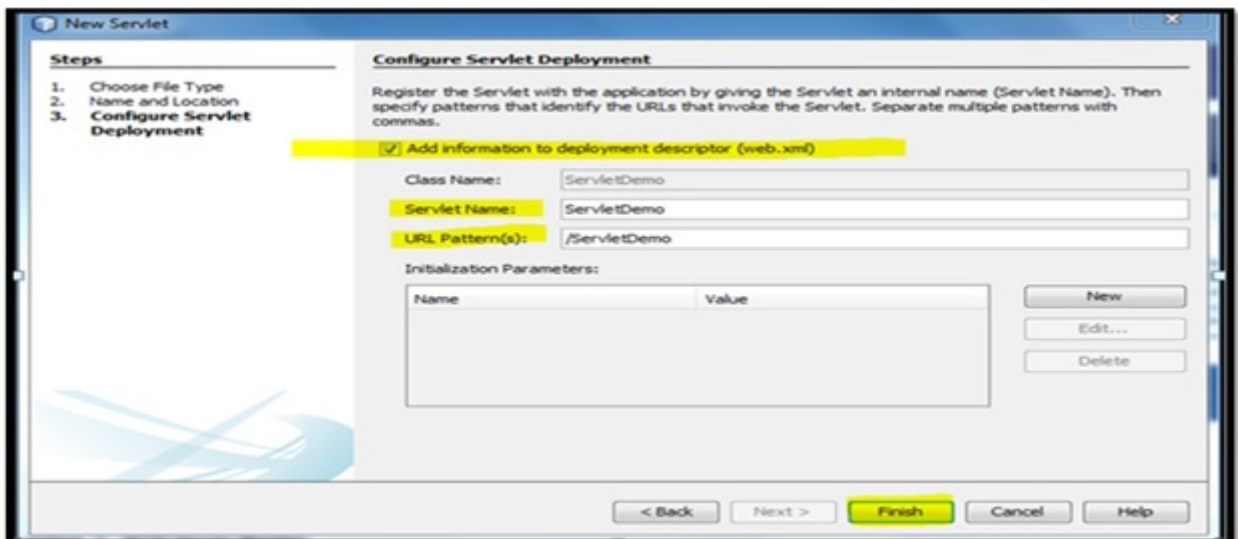 New Servlet
Steps
1. Choose File Type
2. Name and Location
3. Configure Servlet
Deployment
Configure Servlet Deployment
Register the Servlet with the application by giving the Servlet an internal name (Servlet Name). Then
specify patterns that identify the URLs that invoke the Servlet. Separate multiple patterns with
commas.
Add information to deployment descriptor (web.xml)
Class Name: ServletDemo
Servlet Name: ServletDemo
URL Pattern(s): /ServletDemo
Initialization Parameters:
Name Value
New
Edit...
Delete
< Back Next > Finish Cancel Help